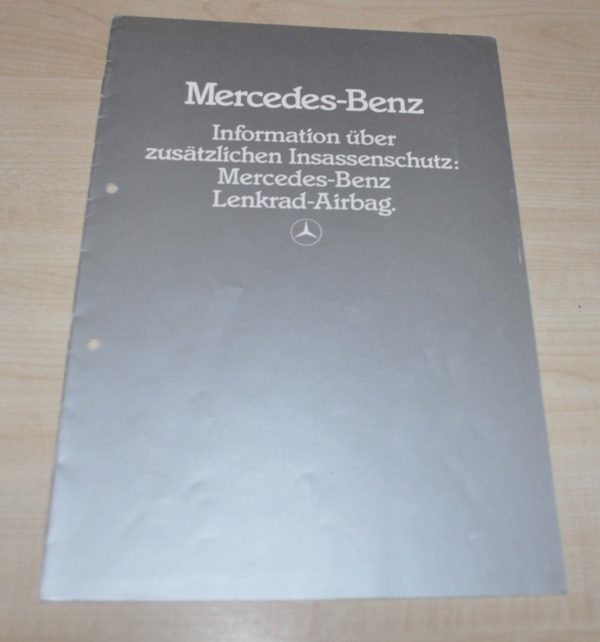 Mercedes-Benz
Information über
zusätzlichen Insassenschutz:
Mercedes-Benz
Lenkrad-Airbag.